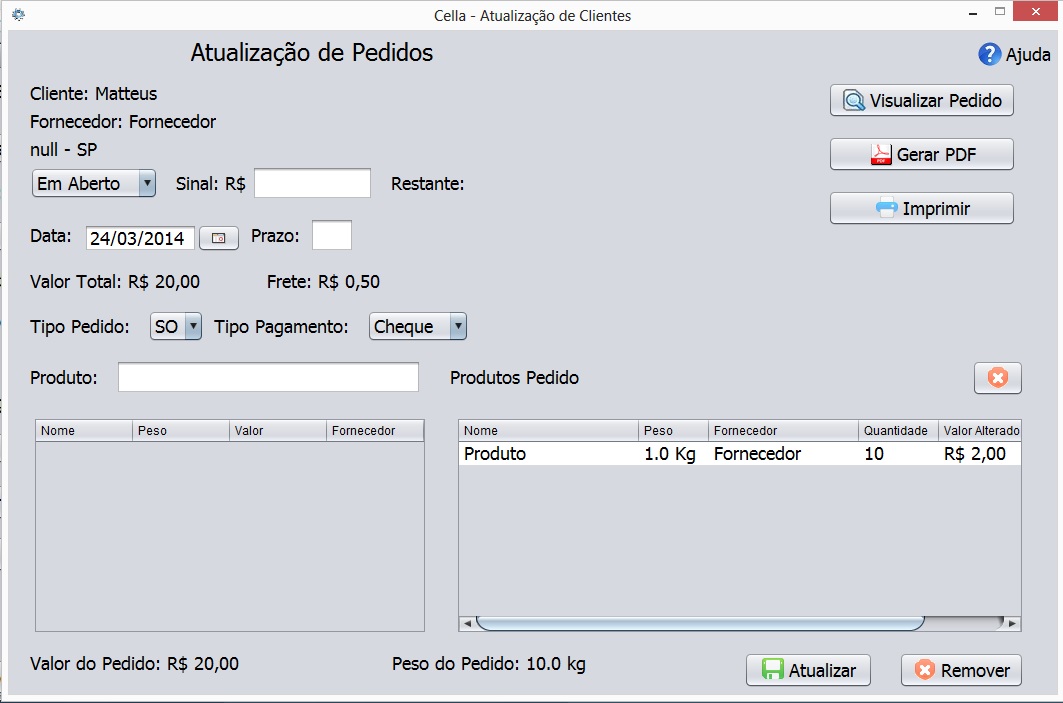 Cella - Atualização de Clientes
Atualização de Pedidos
Ajuda
Cliente: Matteus
Visualizar Pedido
Fornecedor: Fornecedor
null - SP
Gerar PDF
Em Aberto Sinal: R$ Restante:
Imprimir
Data: 24/03/2014 Prazo:
Valor Total: R$ 20,00 Frete: R$ 0,50
Tipo Pedido: SO Tipo Pagamento: Cheque
Produto: Produtos Pedido
Nome Peso Valor Fornecedor
Nome Peso Fornecedor Quantidade Valor Alterado
Produto 1.0 Kg Fornecedor 10 R$ 2,00
Valor do Pedido: R$ 20,00 Peso do Pedido: 10.0 kg
Atualizar Remover